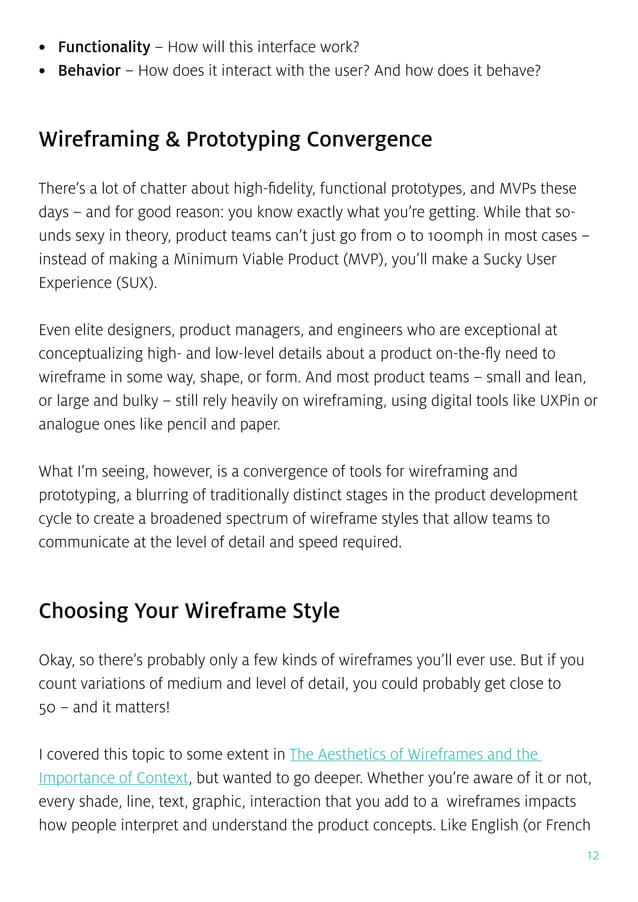 • Functionality – How will this interface work?
• Behavior – How does it interact with the user? And how does it behave?
Wireframing & Prototyping Convergence
There's a lot of chatter about high-fidelity, functional prototypes, and MVPs these
days – and for good reason: you know exactly what you're getting. While that so-
unds sexy in theory, product teams can't just go from 0 to 100mph in most cases –
instead of making a Minimum Viable Product (MVP), you'll make a Sucky User
Experience (SUX).
Even elite designers, product managers, and engineers who are exceptional at
conceptualizing high- and low-level details about a product on-the-fly need to
wireframe in some way, shape, or form. And most product teams – small and lean,
or large and bulky – still rely heavily on wireframing, using digital tools like UXPin or
analogue ones like pencil and paper.
What I'm seeing, however, is a convergence of tools for wireframing and
prototyping, a blurring of traditionally distinct stages in the product development
cycle to create a broadened spectrum of wireframe styles that allow teams to
communicate at the level of detail and speed required.
Choosing Your Wireframe Style
Okay, so there's probably only a few kinds of wireframes you'll ever use. But if you
count variations of medium and level of detail, you could probably get close to
50 – and it matters!
I covered this topic to some extent in The Aesthetics of Wireframes and the
Importance of Context, but wanted to go deeper. Whether you're aware of it or not,
every shade, line, text, graphic, interaction that you add to a  wireframes impacts
how people interpret and understand the product concepts. Like English (or French
12